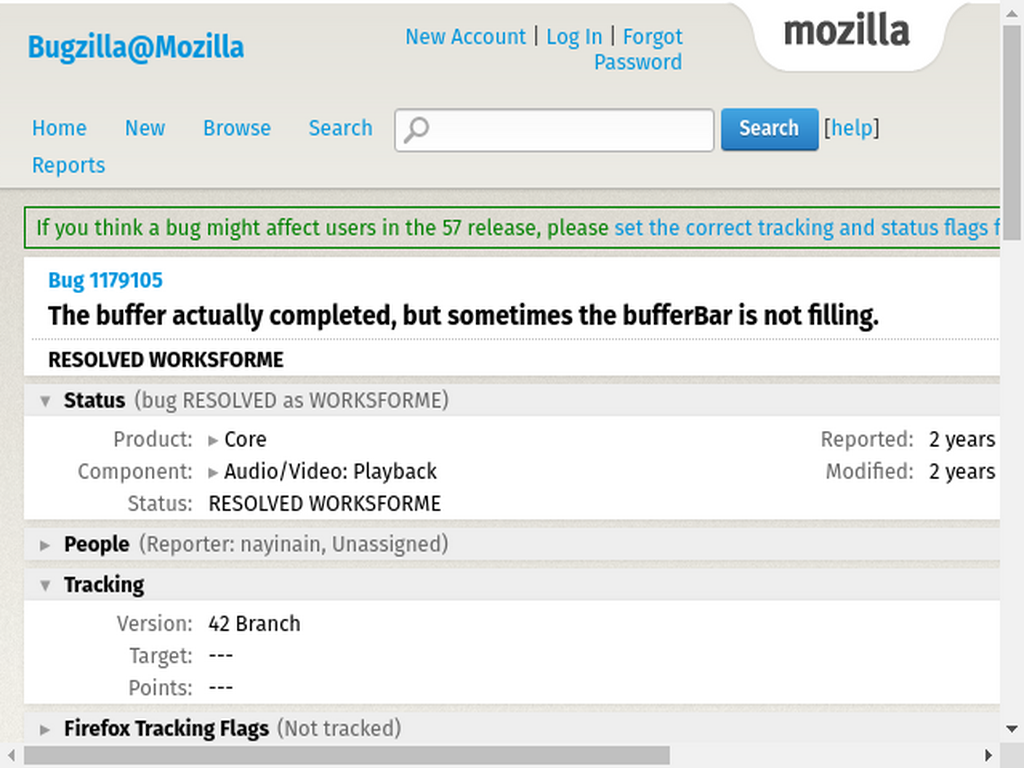 Bugzilla@Mozilla
New Account | Log In | Forgot
Password
mozilla
Home New Browse Search Search [help]
Reports
If you think a bug might affect users in the 57 release, please set the correct tracking and status flags f
Bug 1179105
The buffer actually completed, but sometimes the bufferBar is not filling.
RESOLVED WORKSFORME
▼ Status (bug RESOLVED as WORKSFORME)
Product: ▶ Core Reported: 2 years
Component: ▶ Audio/Video: Playback Modified: 2 years
Status: RESOLVED WORKSFORME
▶ People (Reporter: nayinain, Unassigned)
▼ Tracking
Version: 42 Branch
Target: ---
Points: ---
▶ Firefox Tracking Flags (Not tracked)